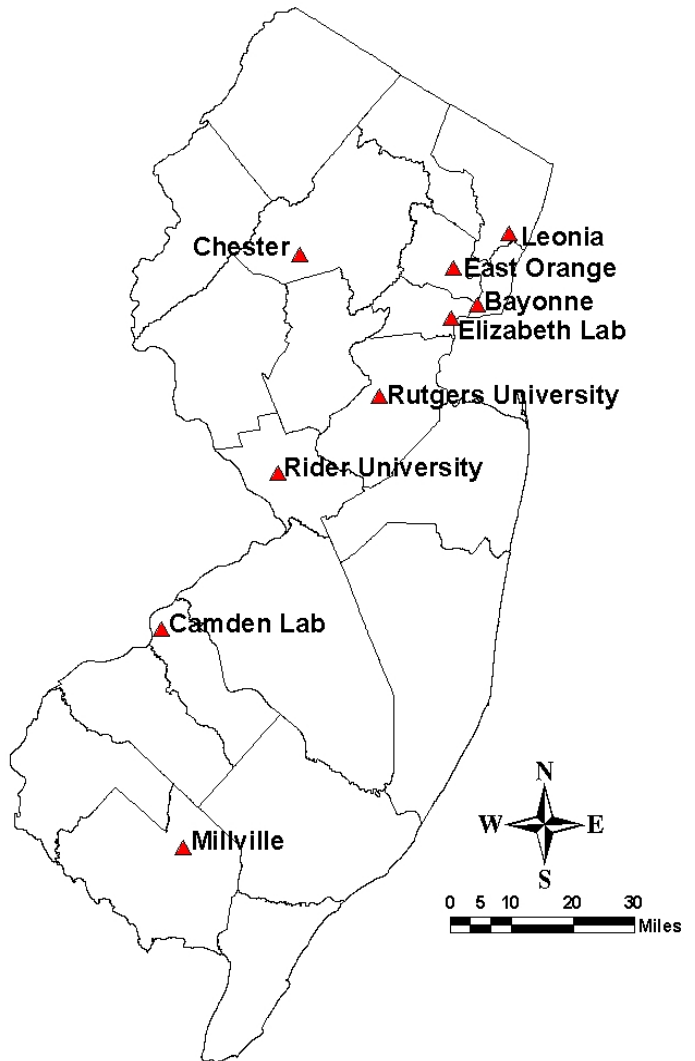 Leonia
Chester
East Orange
Bayonne
Elizabeth Lab
Rutgers University
Rider University
Camden Lab
N
W E
S
Millville
0 5 10 20 30
Miles